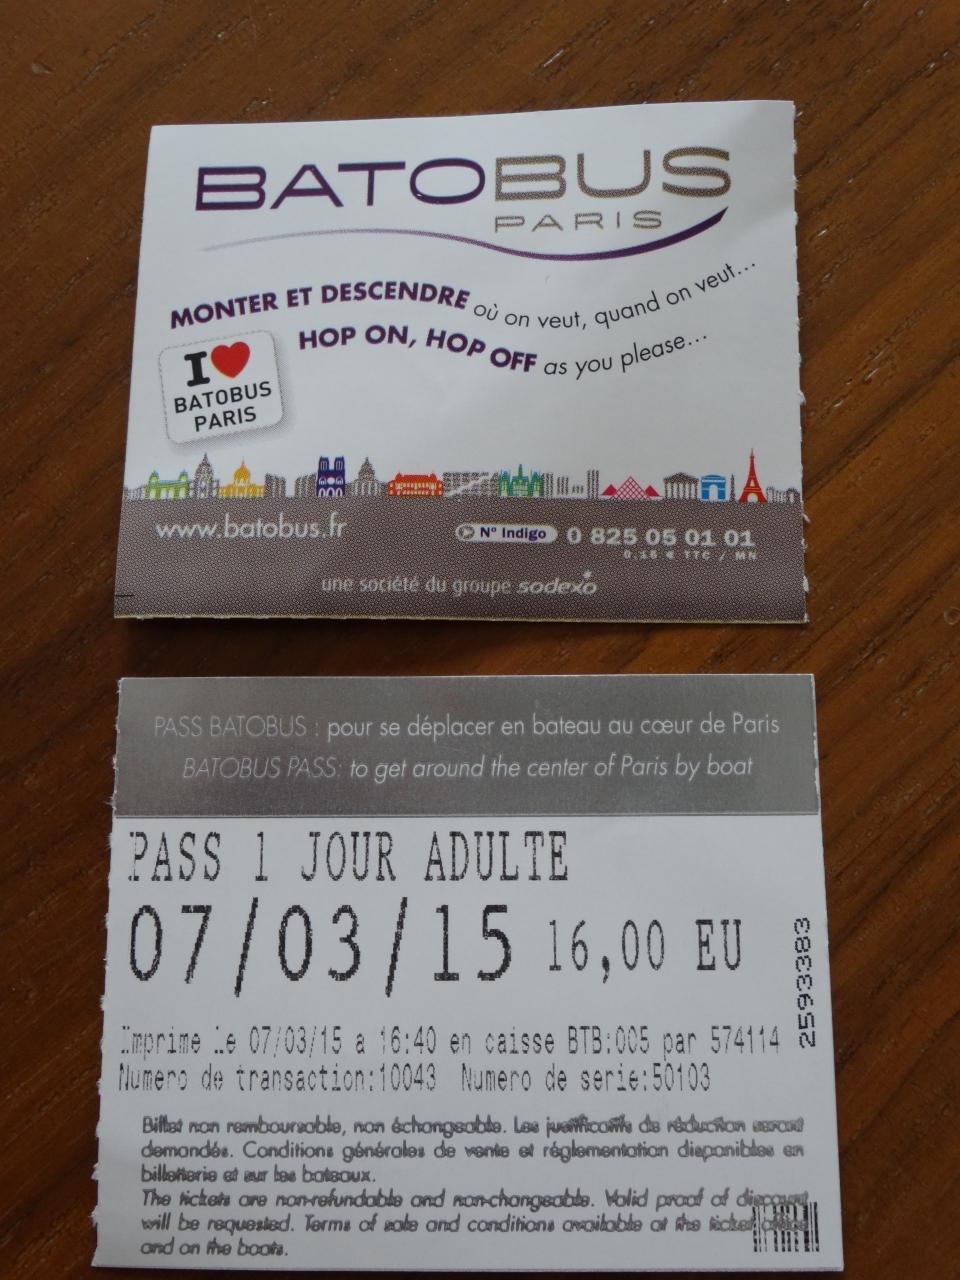 BATOBUS
PARIS
MONTER ET DESCENDRE où on veut, quand on veut...
HOP ON, HOP OFF as you please...
I
BATOBUS
PARIS
www.batobus.fr
N° Indigo 0 825 05 01 01
0.15 € TTC / MN
une société du groupe sodexo
PASS BATOBUS : pour se déplacer en bateau au cœur de Paris
BATOBUS PASS: to get around the center of Paris by boat
PASS 1 JOUR ADULTE
07/03/15 16,00 EU
2593383
Imprime le 07/03/15 a 16:40 en caisse BTB:005 par 574114
Numero de transaction:10043 Numero de serie:50103
Billet non remboursable, non échangeable. Les justificatifs de réduction seront
demandés. Conditions générales de vente et réglementation disponibles en
billetterie et sur les bateaux.
The tickets are non-refundable and non-changeable. Valid proof of discount
will be requested. Terms of sale and conditions available at the ticket office
and on the boats.